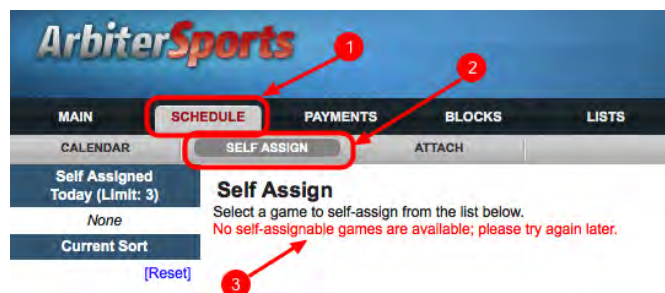 ArbiterSports
1
2
MAIN SCHEDULE PAYMENTS BLOCKS LISTS
CALENDAR SELF ASSIGN ATTACH
Self Assigned
Today (Limit: 3)
None
Current Sort
[Reset]
Self Assign
Select a game to self-assign from the list below.
No self-assignable games are available; please try again later.
3